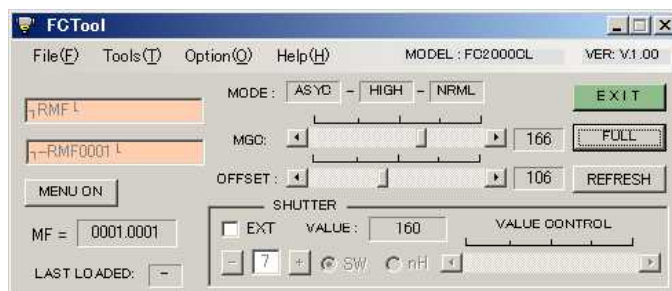 FCTool
File(F) Tools(T) Option(O) Help(H) MODEL : FC2000CL VER: V.1.00
┐RMF└
┐-RMF0001 └
MENU ON
MF = 0001.0001
LAST LOADED: -
MODE : ASYC - HIGH - NRML
MGC: 166
OFFSET : 106
EXIT
FULL
REFRESH
SHUTTER
EXT VALUE : 160 VALUE CONTROL
- 7 + SW nH